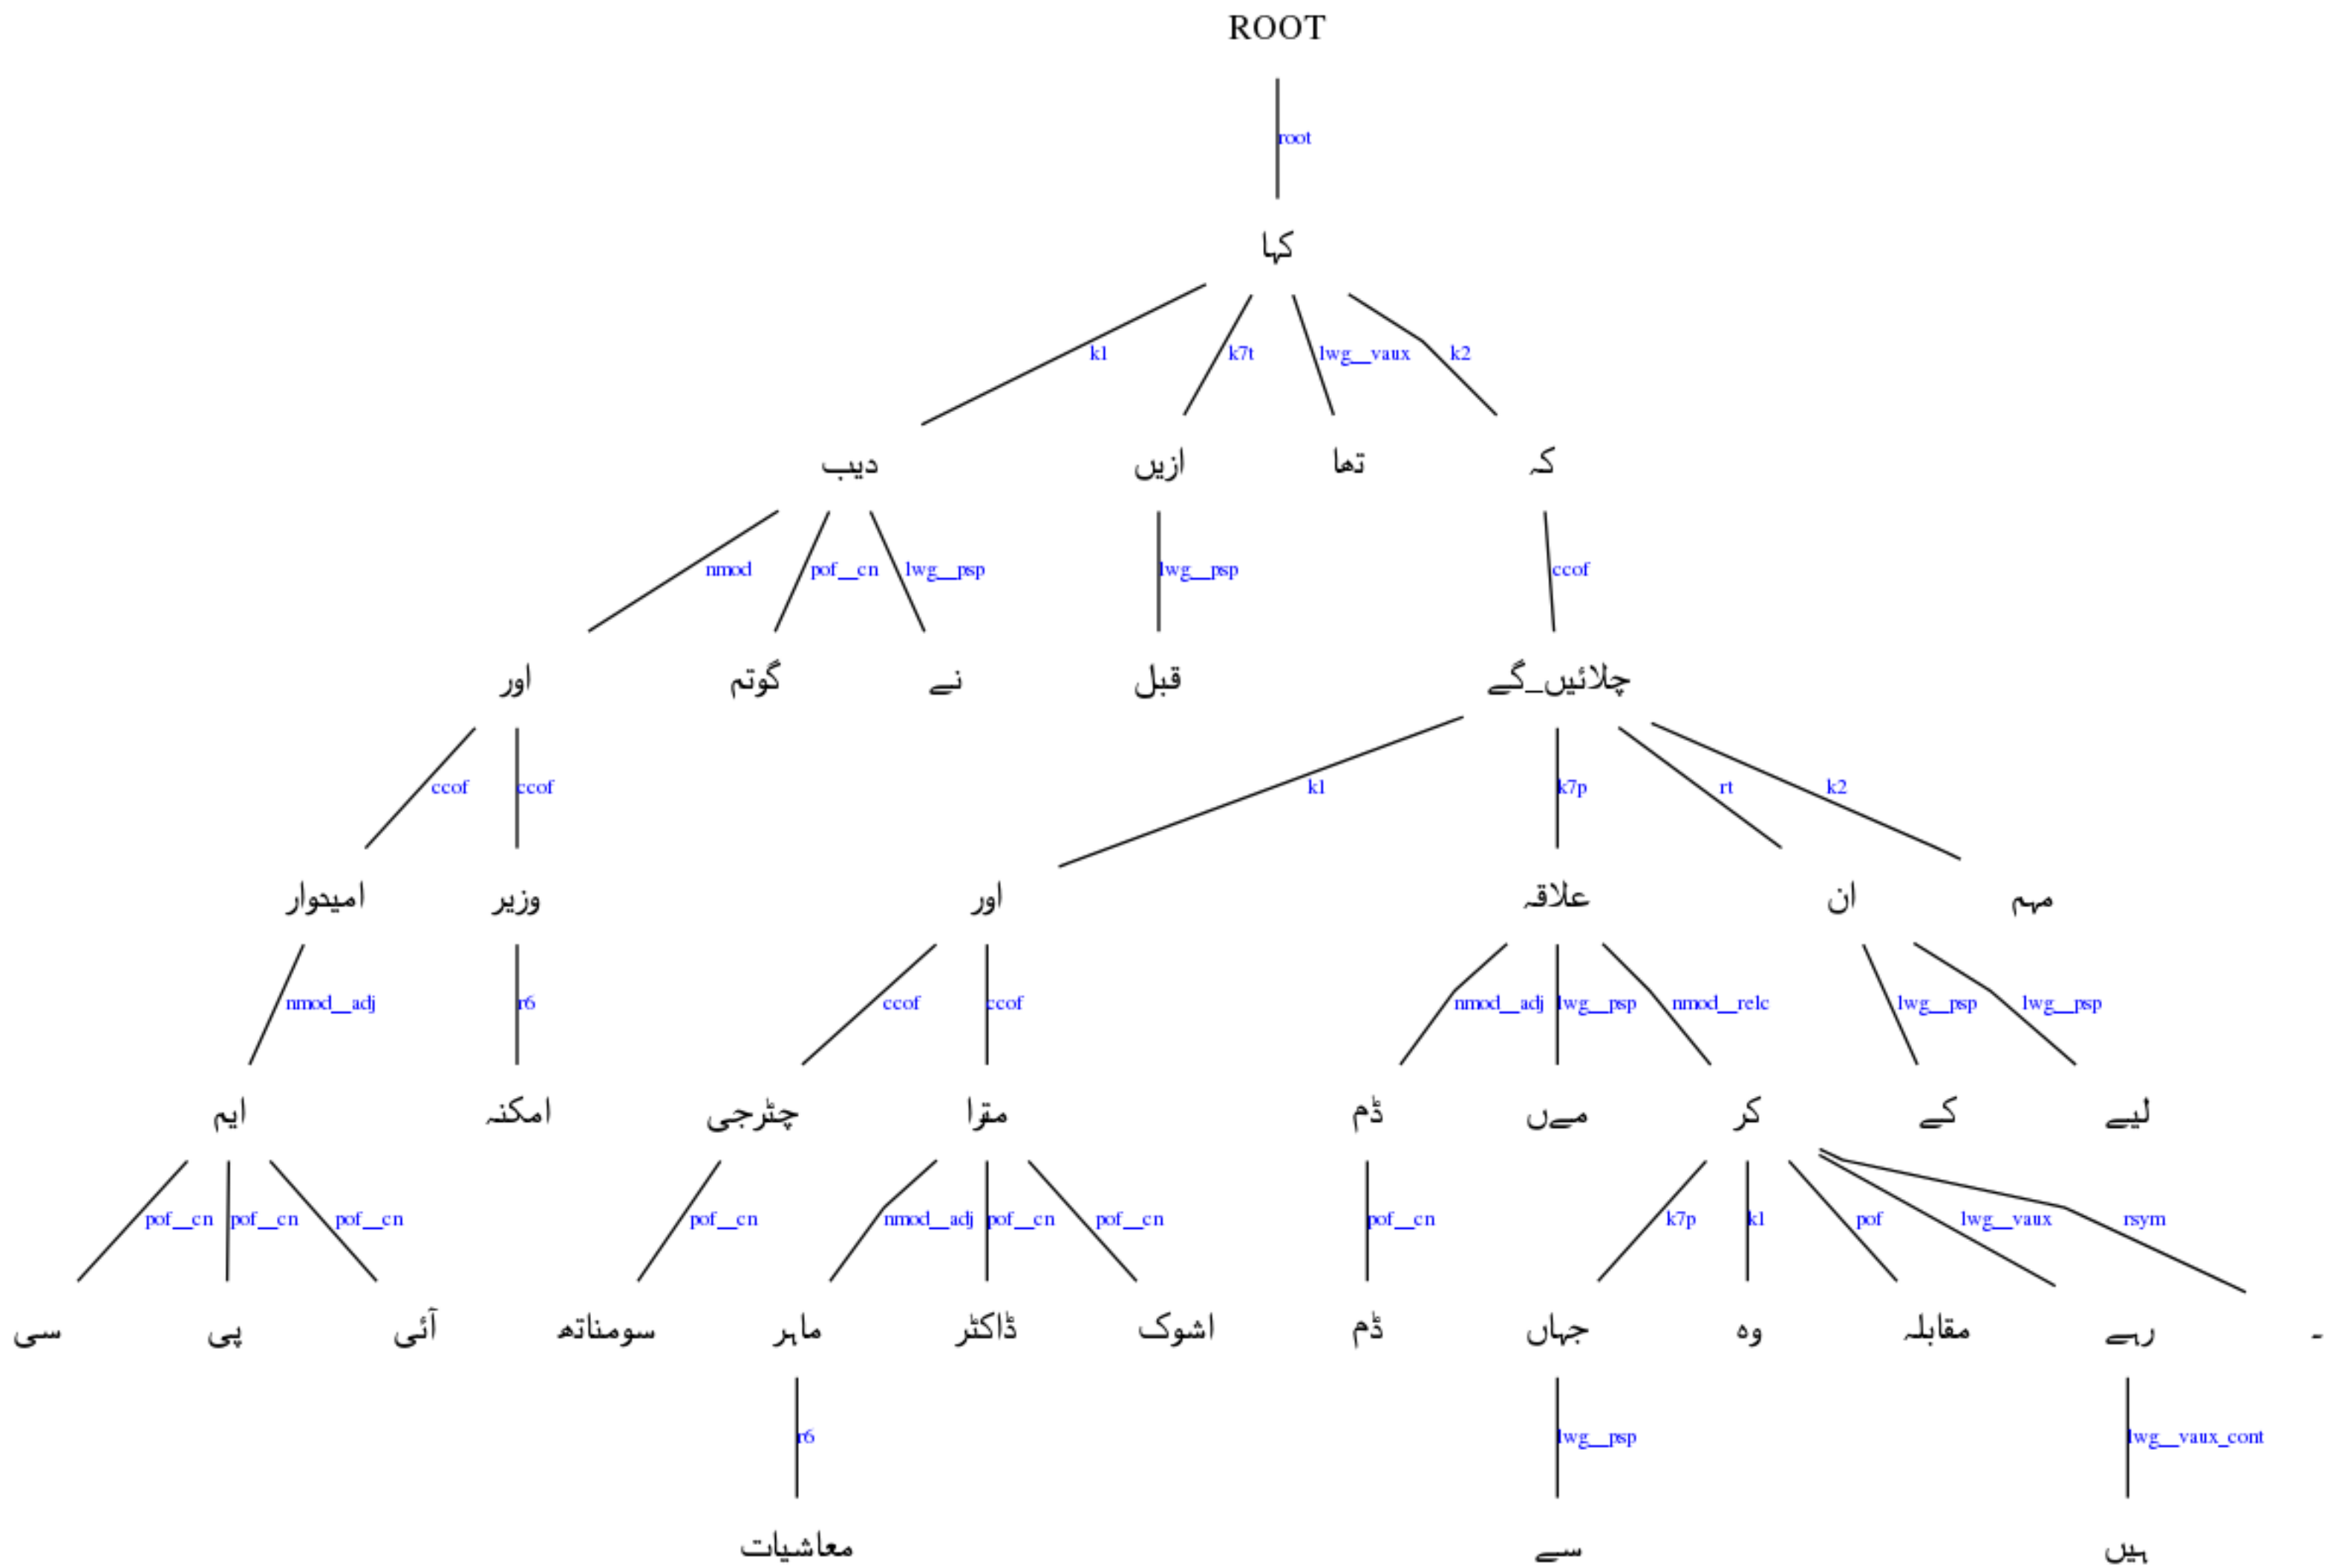 ROOT
root
کہا
k1 k7t lwg__vaux k2
دیب ازیں تھا کہ
nmod pof__cn lwg__psp lwg__psp ccof
اور گوتم نے قبل چلائیں_گے
ccof ccof k1 k7p rt k2
امیدوار وزیر اور علاقہ ان مہم
nmod__adj r6 ccof ccof nmod__adj lwg__psp nmod__relc lwg__psp lwg__psp
ایم امکنہ چٹرجی مترا ڈم مےں کر کے لیے
pof__cn pof__cn pof__cn pof__cn nmod__adj pof__cn pof__cn pof__cn k7p k1 pof lwg__vaux rsym
سی پی آئی سومناتھ ماہر ڈاکٹر اشوک ڈم جہاں وہ مقابلہ رہے ۔
r6 lwg__psp lwg__vaux_cont
معاشیات سے ہیں